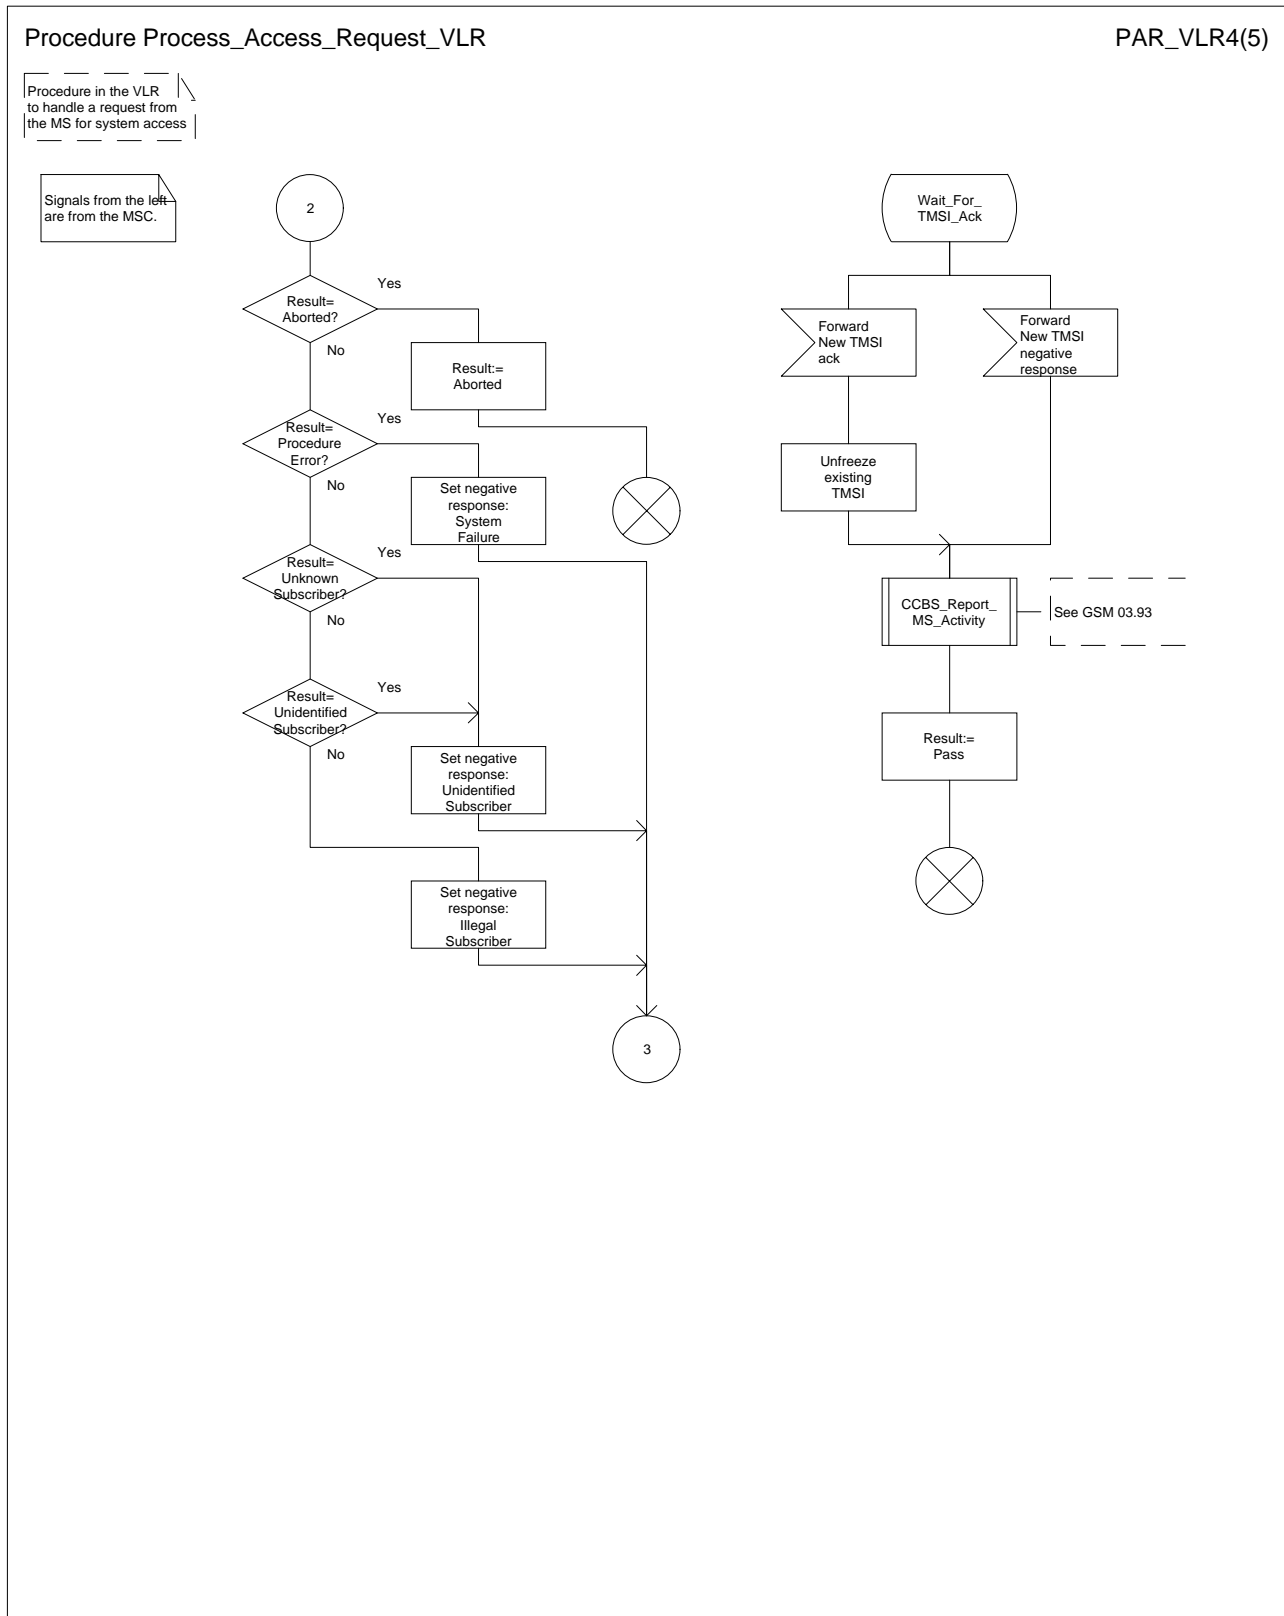 Procedure Process_Access_Request_VLR
PAR_VLR4(5)
Procedure in the VLR
to handle a request from
the MS for system access
Signals from the left
are from the MSC.
2
Result=
Aborted?
Yes
No
Result:=
Aborted
Result=
Procedure
Error?
Yes
No
Set negative
response:
System
Failure
Result=
Unknown
Subscriber?
Yes
No
Result=
Unidentified
Subscriber?
Yes
No
Set negative
response:
Unidentified
Subscriber
Set negative
response:
Illegal
Subscriber
3
Wait_For_
TMSI_Ack
Forward
New TMSI
ack
Forward
New TMSI
negative
response
Unfreeze
existing
TMSI
CCBS_Report_
MS_Activity
See GSM 03.93
Result:=
Pass